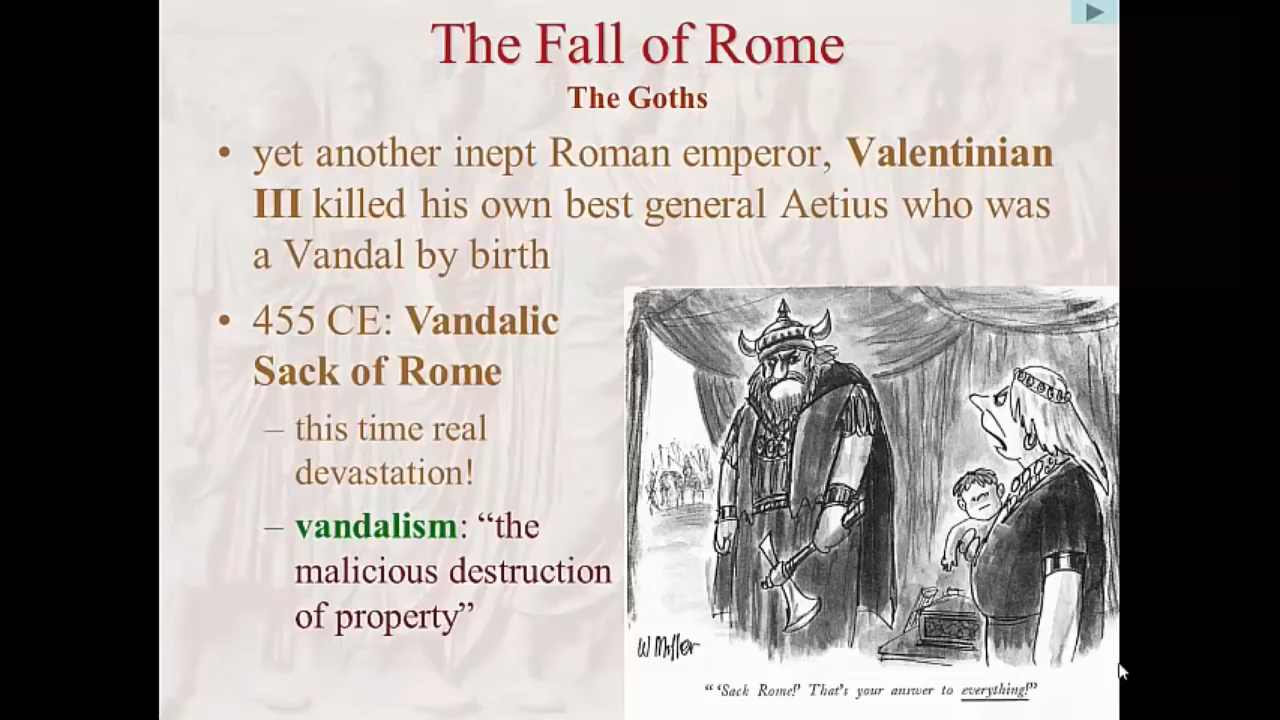 The Fall of Rome
The Goths
• yet another inept Roman emperor, Valentinian
III killed his own best general Aetius who was
a Vandal by birth
• 455 CE: Vandalic
Sack of Rome
– this time real
devastation!
– vandalism: “the
malicious destruction
of property”
W Miller
“ ‘Sack Rome!’ That's your answer to everything!”